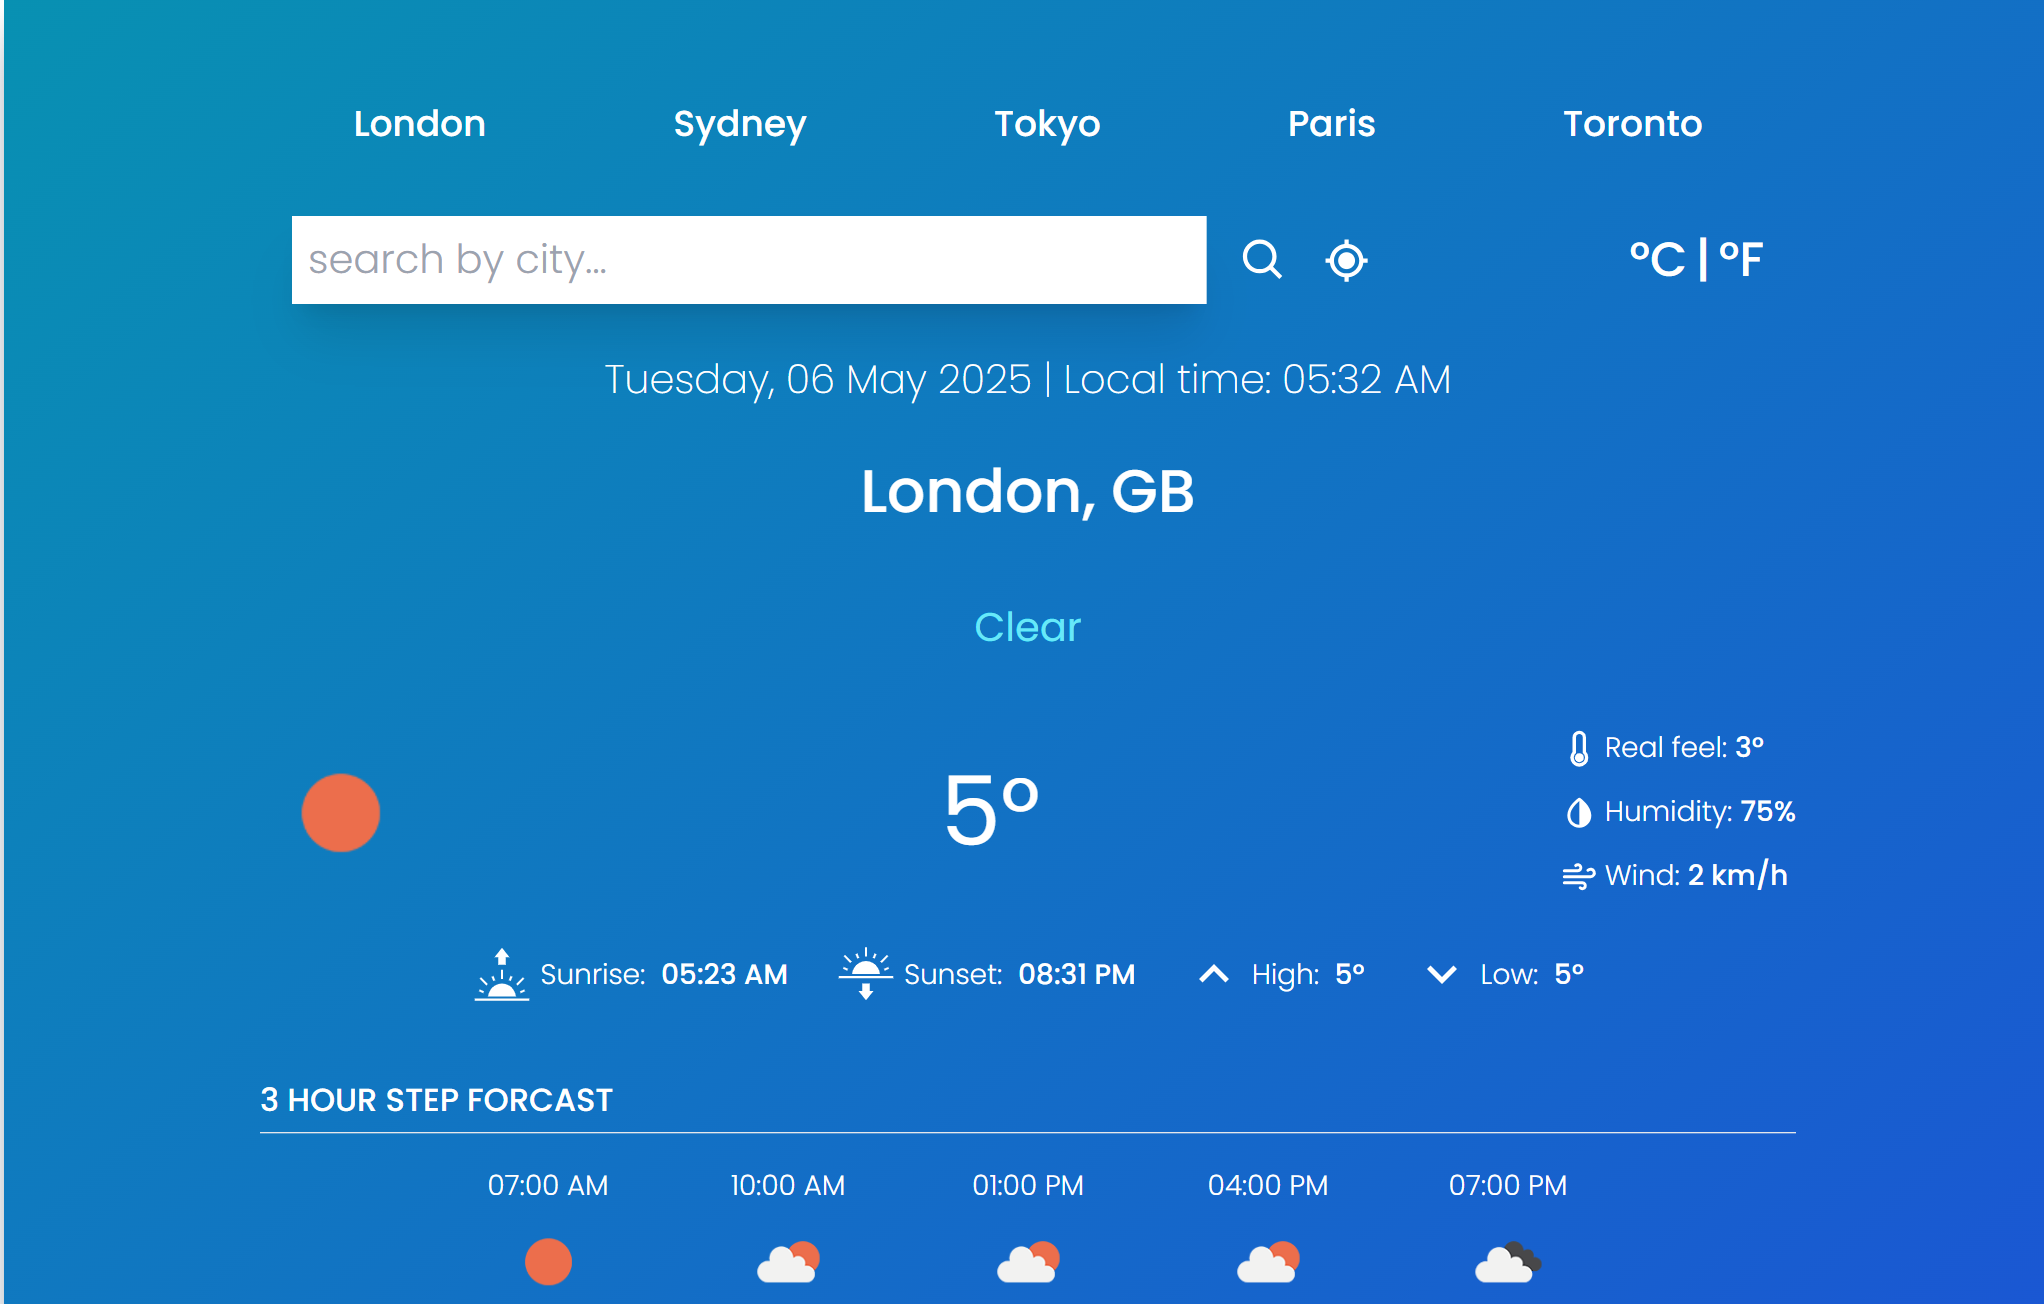 London Sydney Tokyo Paris Toronto
search by city...
°C | °F
Tuesday, 06 May 2025 | Local time: 05:32 AM
London, GB
Clear
5°
Real feel: 3°
Humidity: 75%
Wind: 2 km/h
Sunrise: 05:23 AM Sunset: 08:31 PM High: 5° Low: 5°
3 HOUR STEP FORCAST
07:00 AM 10:00 AM 01:00 PM 04:00 PM 07:00 PM